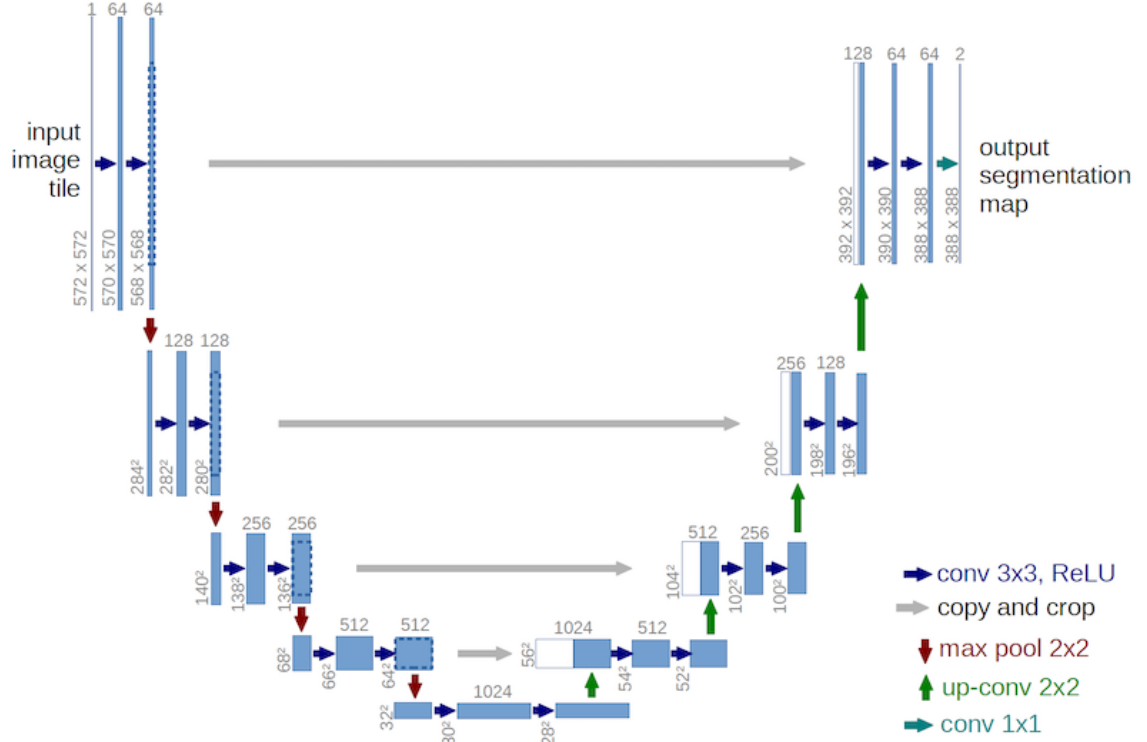 1 64 64
128 64 64 2
input
image
tile
output
segmentation
map
572 x 572
570 x 570
568 x 568
392 x 392
390 x 390
388 x 388
388 x 388
128 128
256 128
284²
282²
280²
200²
198²
196²
256 256
512 256
140²
138²
136²
104²
102²
100²
512 512
1024 512
68²
66²
64²
56²
54²
52²
1024
32²
30²
28²
conv 3x3, ReLU
copy and crop
max pool 2x2
up-conv 2x2
conv 1x1